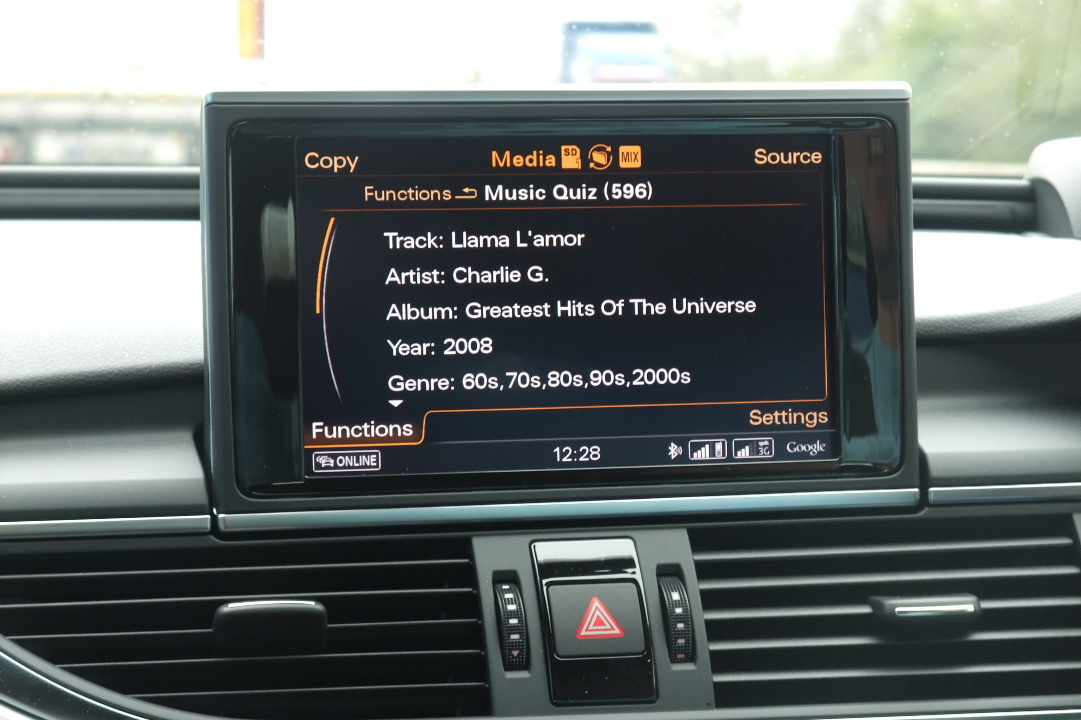 Copy Media SD MIX Source
Functions Music Quiz (596)
Track: Llama L'amor
Artist: Charlie G.
Album: Greatest Hits Of The Universe
Year: 2008
Genre: 60s,70s,80s,90s,2000s
Functions Settings
ONLINE 12:28 3G Google